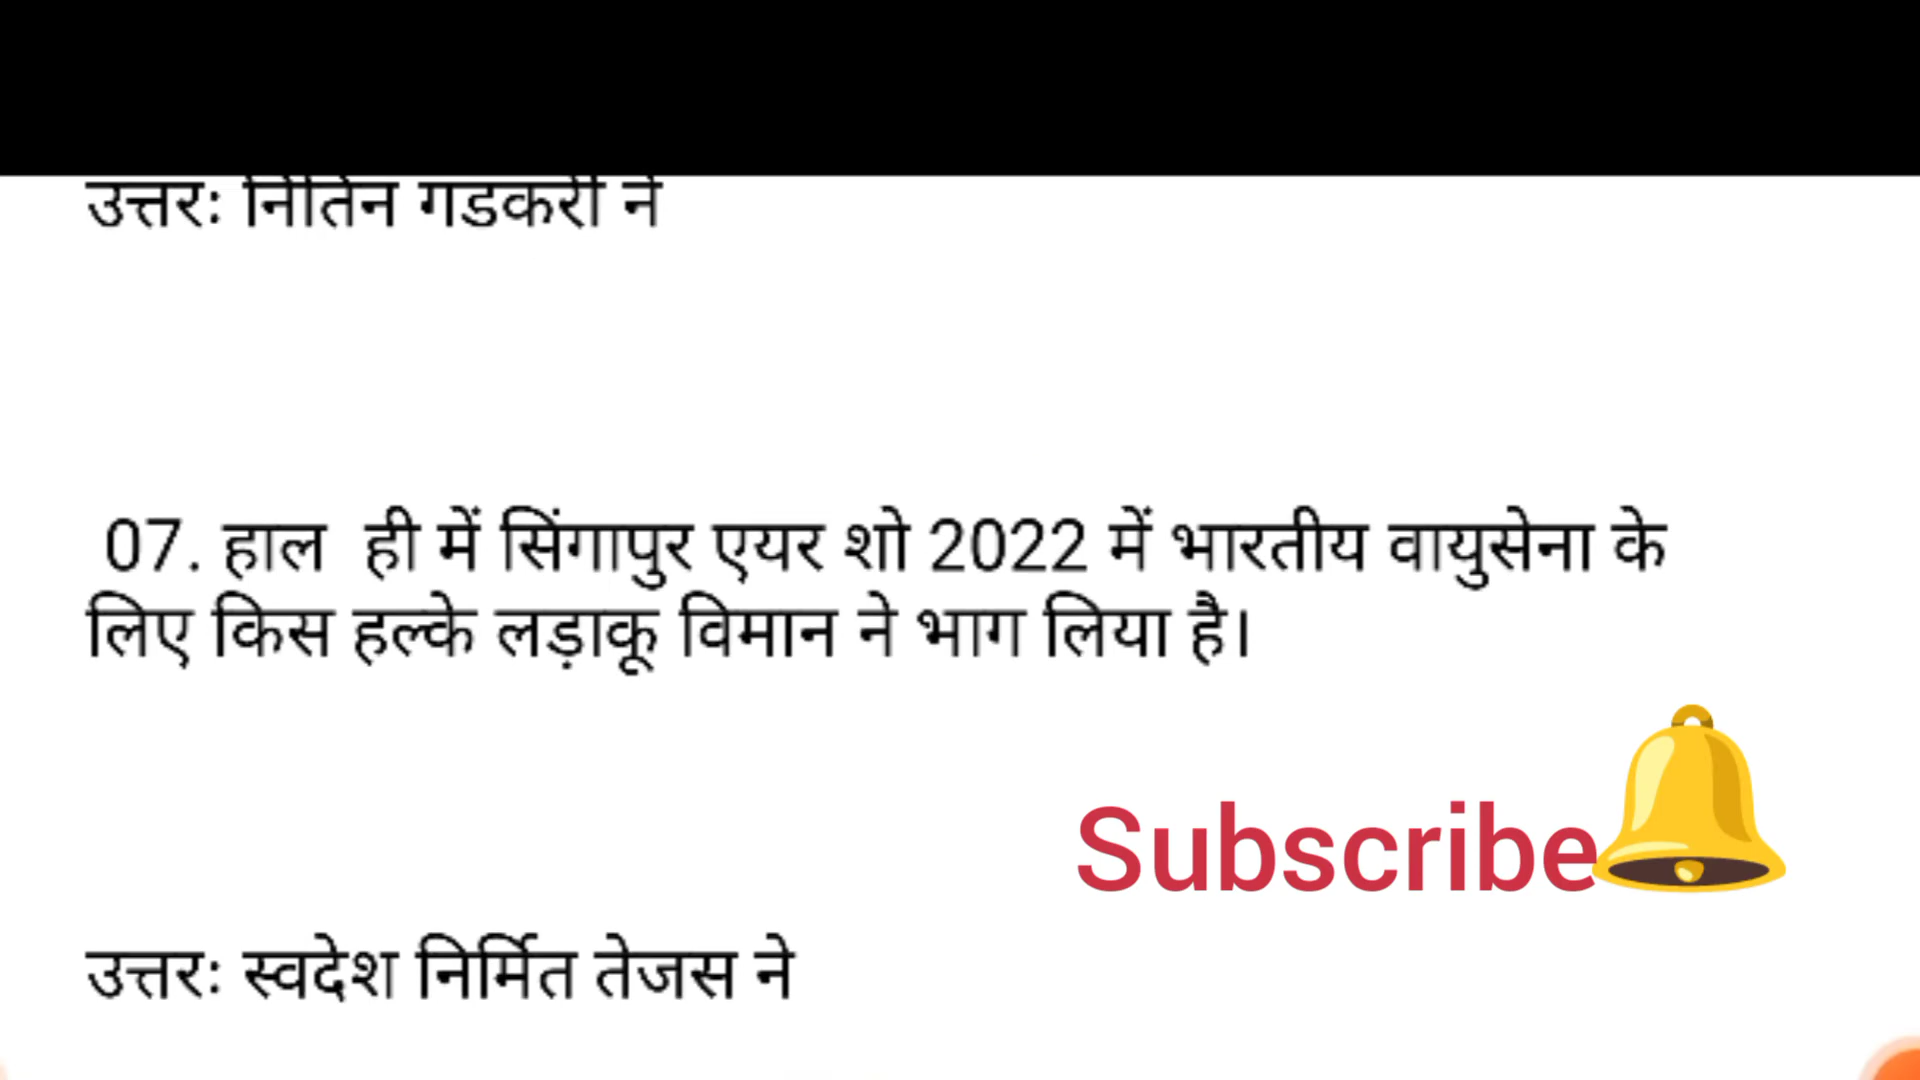 उत्तरः नितिन गडकरी ने
07. हाल ही में सिंगापुर एयर शो 2022 में भारतीय वायुसेना के
लिए किस हल्के लड़ाकू विमान ने भाग लिया है।
Subscribe
उत्तरः स्वदेश निर्मित तेजस ने